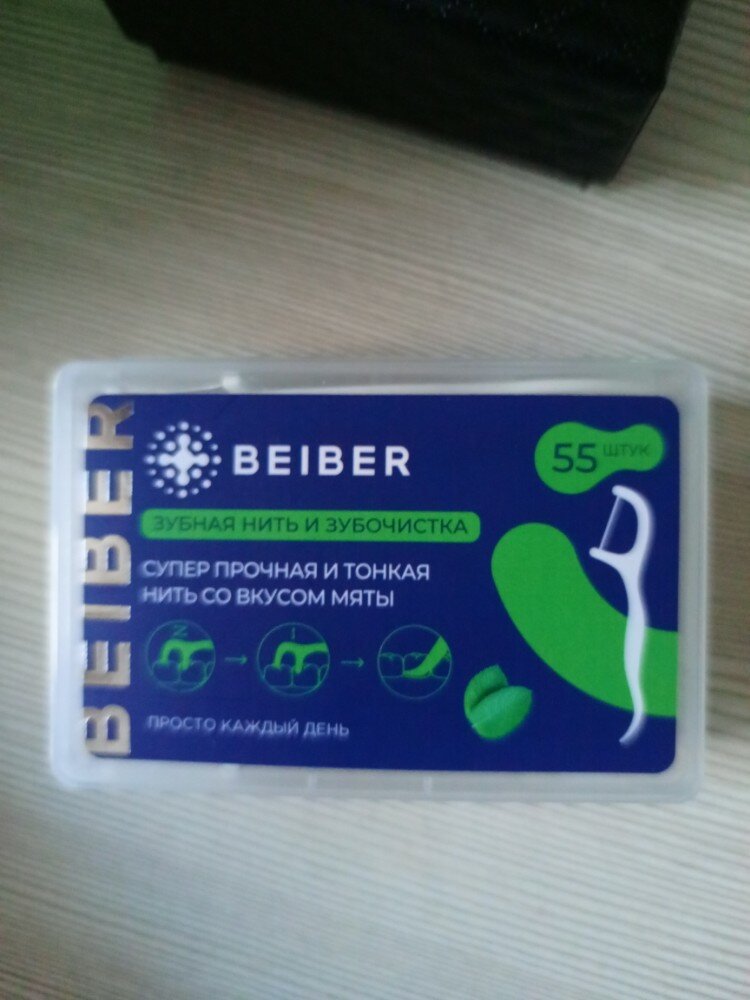 BEIBER
BEIBER
55 ШТУК
ЗУБНАЯ НИТЬ И ЗУБОЧИСТКА
СУПЕР ПРОЧНАЯ И ТОНКАЯ
НИТЬ СО ВКУСОМ МЯТЫ
ПРОСТО КАЖДЫЙ ДЕНЬ